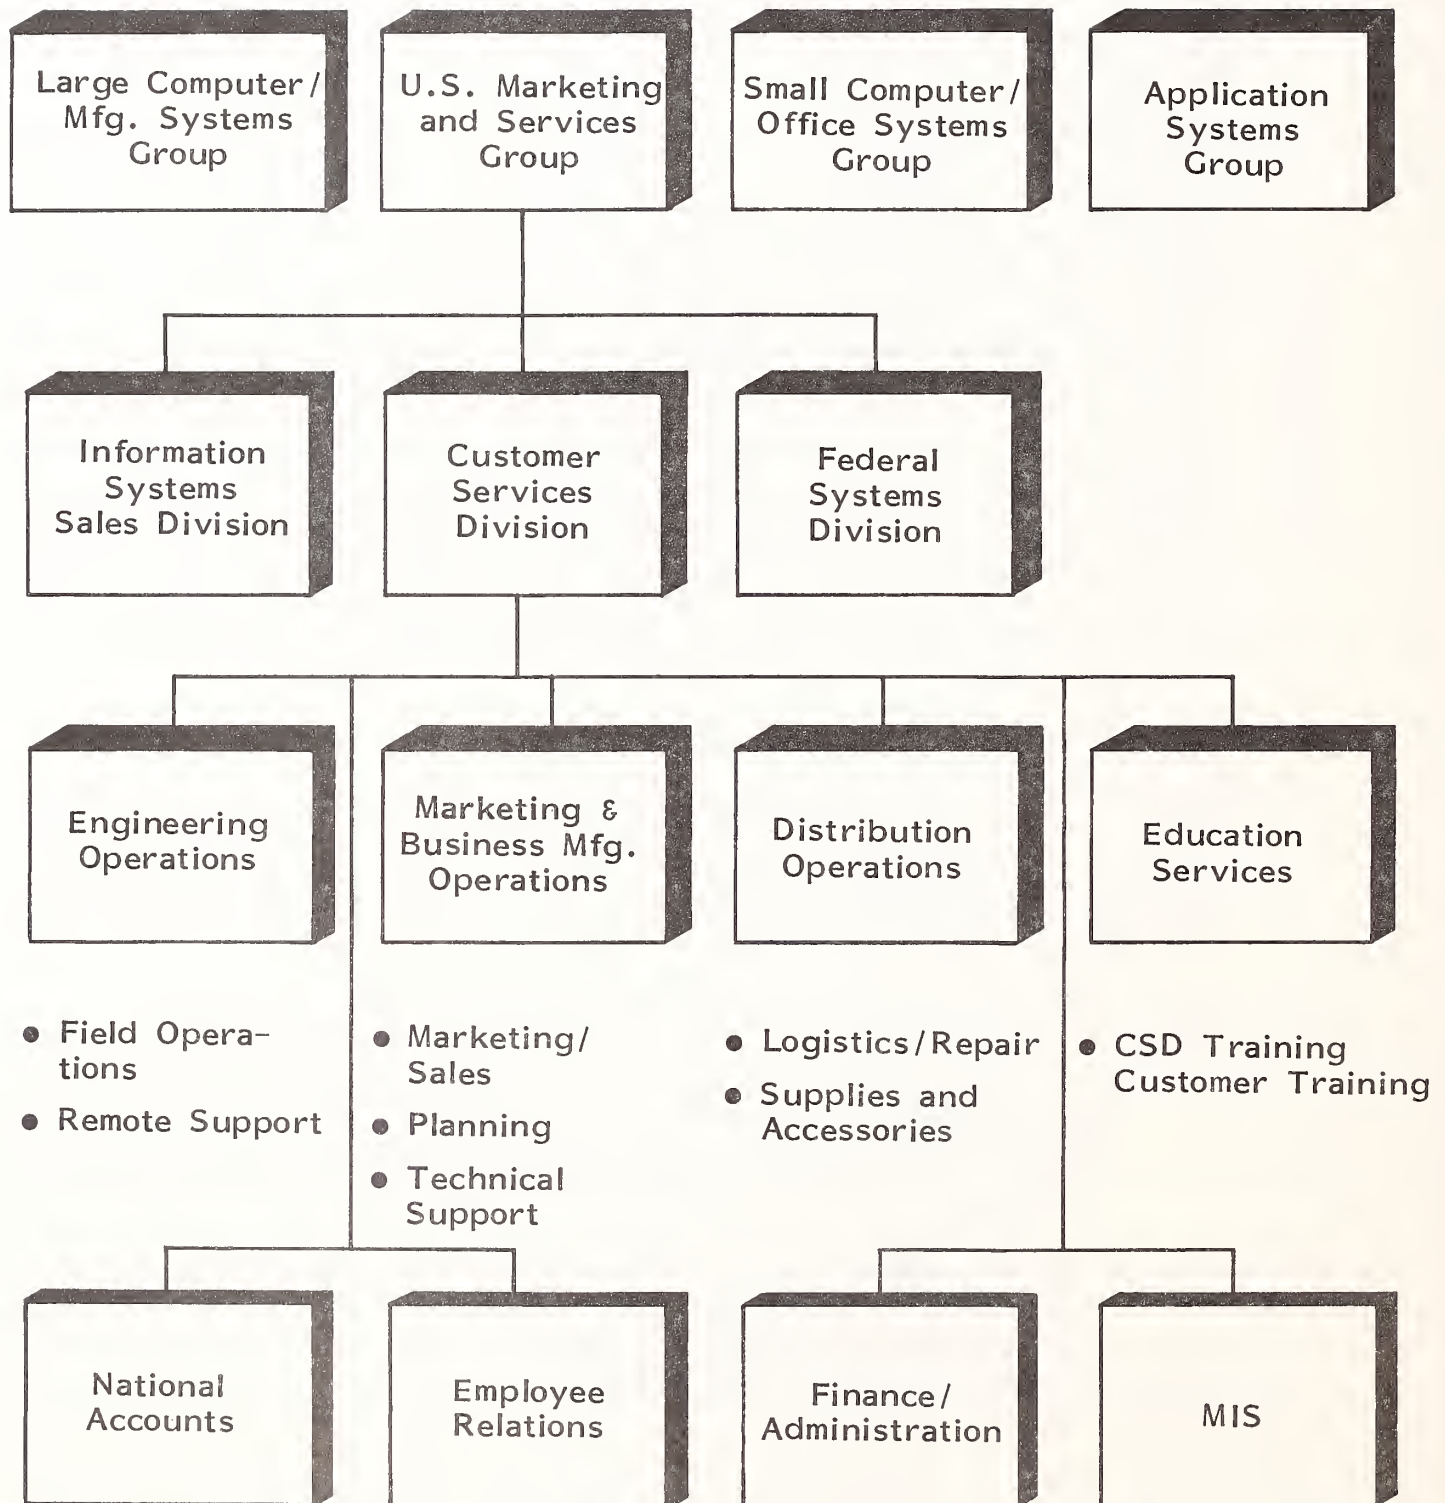 Large Computer/
Mfg. Systems
Group
U.S. Marketing
and Services
Group
Small Computer/
Office Systems
Group
Application
Systems
Group
Information
Systems
Sales Division
Customer
Services
Division
Federal
Systems
Division
Engineering
Operations
Marketing &
Business Mfg.
Operations
Distribution
Operations
Education
Services
• Field Opera-
tions
• Remote Support
• Marketing/
Sales
• Planning
• Technical
Support
• Logistics/Repair
• Supplies and
Accessories
• CSD Training
Customer Training
National
Accounts
Employee
Relations
Finance/
Administration
MIS